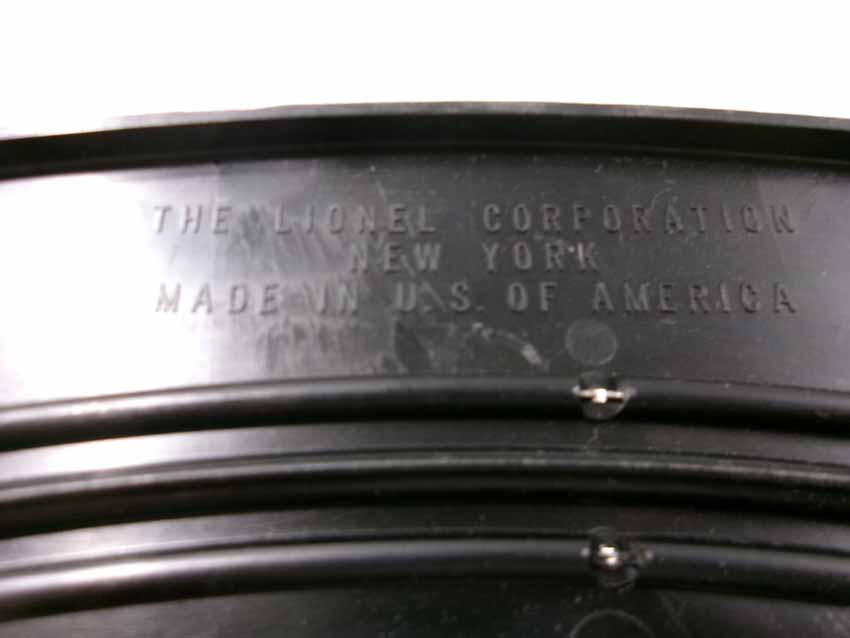 THE LIONEL CORPORATION
NEW YORK
MADE IN U.S. OF AMERICA